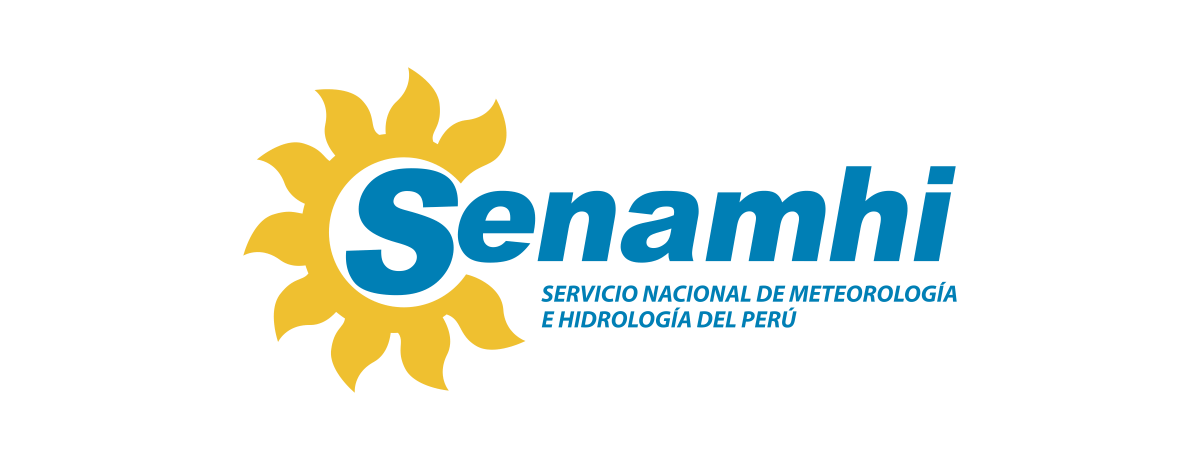 Senamhi
SERVICIO NACIONAL DE METEOROLOGÍA
E HIDROLOGÍA DEL PERÚ